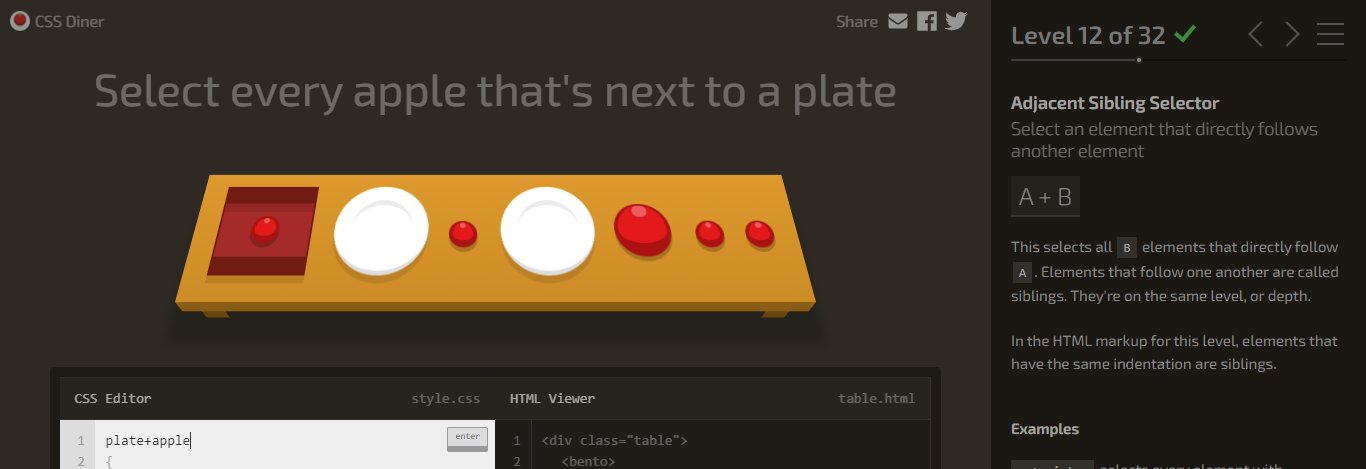 CSS Diner
Share
Select every apple that's next to a plate
CSS Editor
style.css
HTML Viewer
table.html
1
plate+apple
enter
2
{
1
<div class="table">
2
<bento>
Level 12 of 32
Adjacent Sibling Selector
Select an element that directly follows
another element
A + B
This selects all B elements that directly follow
A . Elements that follow one another are called
siblings. They're on the same level, or depth.
In the HTML markup for this level, elements that
have the same indentation are siblings.
Examples
selects every element with